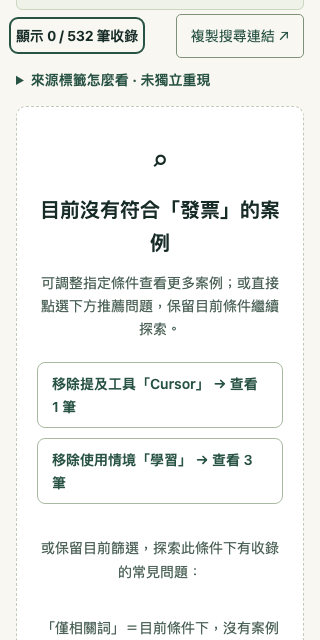 顯示 0 / 532 筆收錄
複製搜尋連結 ↗
▶ 來源標籤怎麼看 · 未獨立重現
目前沒有符合「發票」的案
例
可調整指定條件查看更多案例；或直接
點選下方推薦問題，保留目前條件繼續
探索。
移除提及工具「Cursor」 → 查看
1 筆
移除使用情境「學習」 → 查看 3
筆
或保留目前篩選，探索此條件下有收錄
的常見問題：
「僅相關詞」＝目前條件下，沒有案例